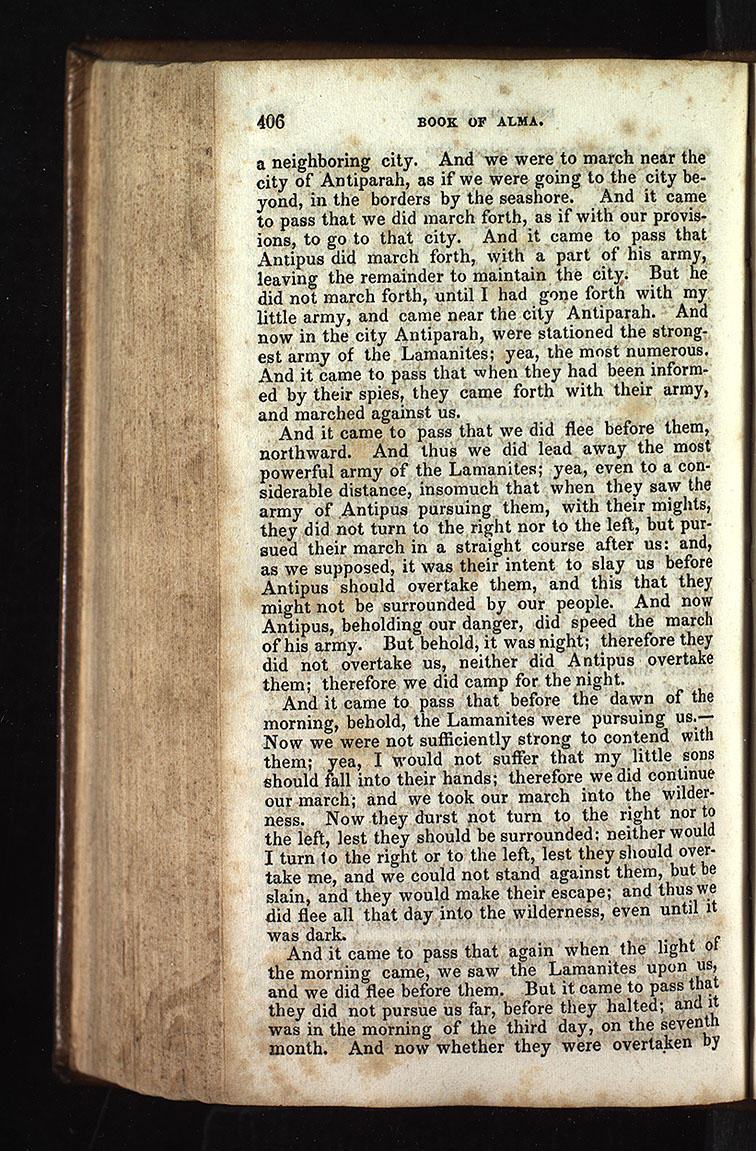 406 BOOK OF ALMA.
a neighboring city. And we were to march near the
city of Antiparah, as if we were going to the city be-
yond, in the borders by the seashore. And it came
to pass that we did march forth, as if with our provis-
ions, to go to that city. And it came to pass that
Antipus did march forth, with a part of his army,
leaving the remainder to maintain the city. But he
did not march forth, until I had gone forth with my
little army, and came near the city Antiparah. And
now in the city Antiparah, were stationed the strong-
est army of the Lamanites; yea, the most numerous.
And it came to pass that when they had been inform-
ed by their spies, they came forth with their army,
and marched against us.
And it came to pass that we did flee before them,
northward. And thus we did lead away the most
powerful army of the Lamanites; yea, even to a con-
siderable distance, insomuch that when they saw the
army of Antipus pursuing them, with their mights,
they did not turn to the right nor to the left, but pur-
sued their march in a straight course after us: and,
as we supposed, it was their intent to slay us before
Antipus should overtake them, and this that they
might not be surrounded by our people. And now
Antipus, beholding our danger, did speed the march
of his army. But behold, it was night; therefore they
did not overtake us, neither did Antipus overtake
them; therefore we did camp for the night.
And it came to pass that before the dawn of the
morning, behold, the Lamanites were pursuing us.—
Now we were not sufficiently strong to contend with
them; yea, I would not suffer that my little sons
should fall into their hands; therefore we did continue
our march; and we took our march into the wilder-
ness. Now they durst not turn to the right nor to
the left, lest they should be surrounded: neither would
I turn to the right or to the left, lest they should over-
take me, and we could not stand against them, but be
slain, and they would make their escape; and thus we
did flee all that day into the wilderness, even until it
was dark.
And it came to pass that again when the light of
the morning came, we saw the Lamanites upon us,
and we did flee before them. But it came to pass that
they did not pursue us far, before they halted; and it
was in the morning of the third day, on the seventh
month. And now whether they were overtaken by